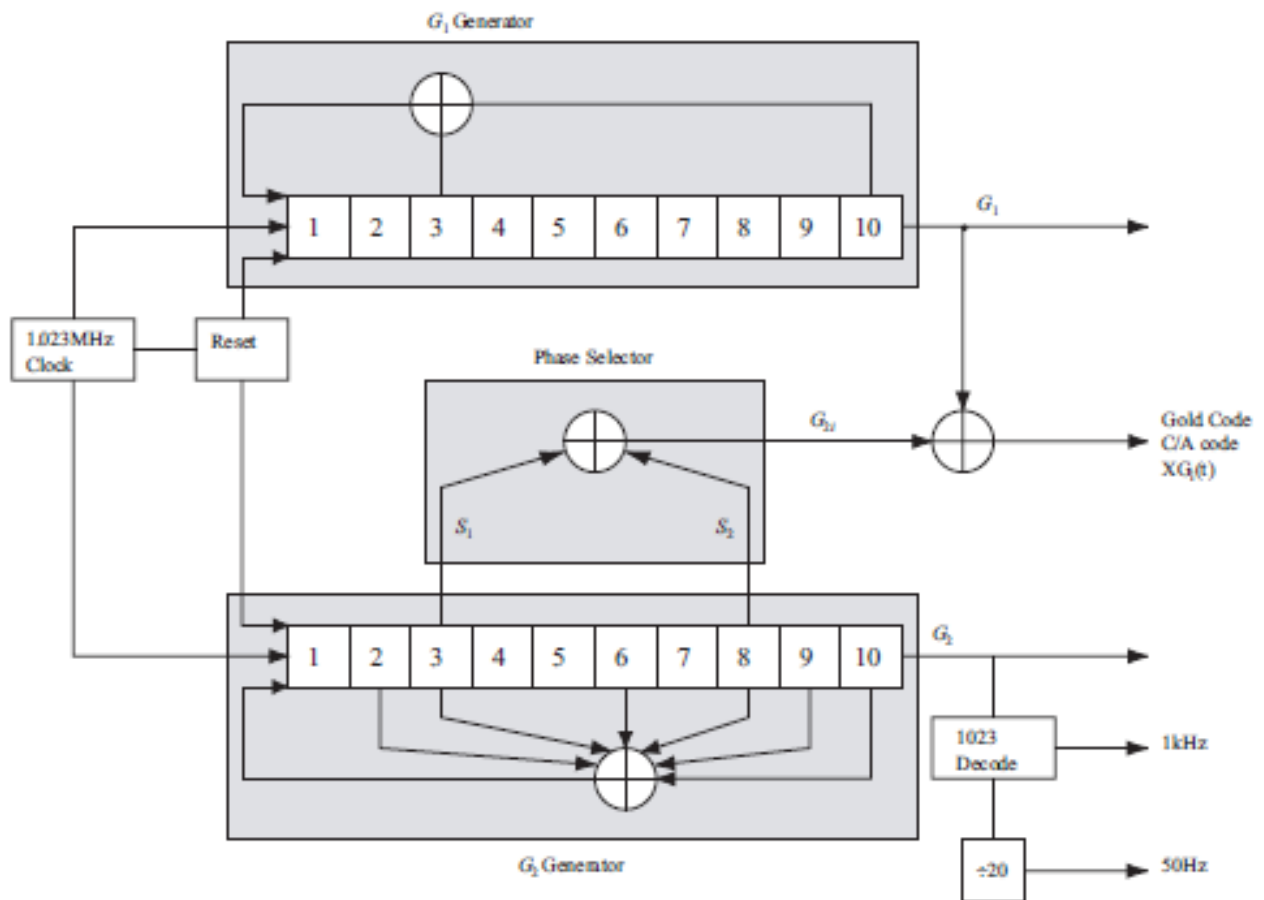 G₁ Generator
1 2 3 4 5 6 7 8 9 10
G₁
1.023MHz
Clock
Reset
Phase Selector
G₂ᵢ
Gold Code
C/A code
XGᵢ(t)
S₁
S₂
1 2 3 4 5 6 7 8 9 10
G₂
1023
Decode
1kHz
G₂ Generator
÷20
50Hz